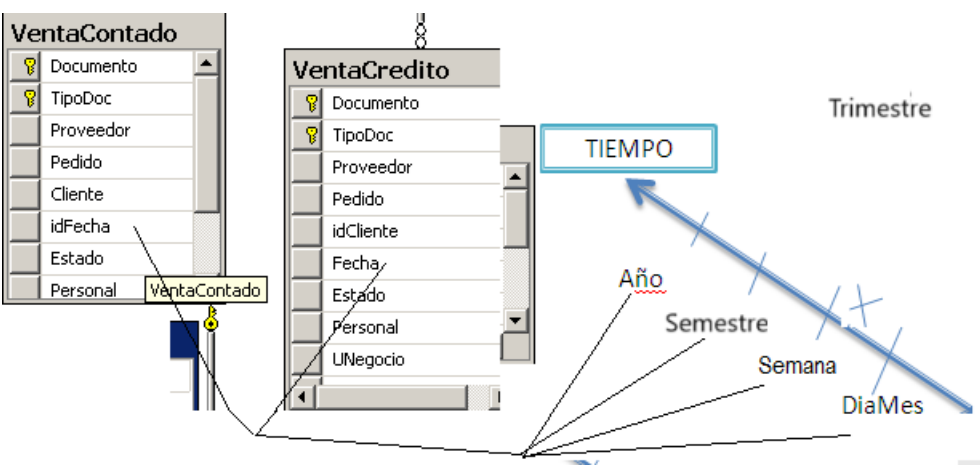 VentaContado
Documento
TipoDoc
Proveedor
Pedido
Cliente
idFecha
Estado
Personal
VentaContado
VentaCredito
Documento
TipoDoc
Proveedor
Pedido
idCliente
Fecha
Estado
Personal
UNegocio
TIEMPO
Trimestre
Año
Semestre
Semana
DiaMes